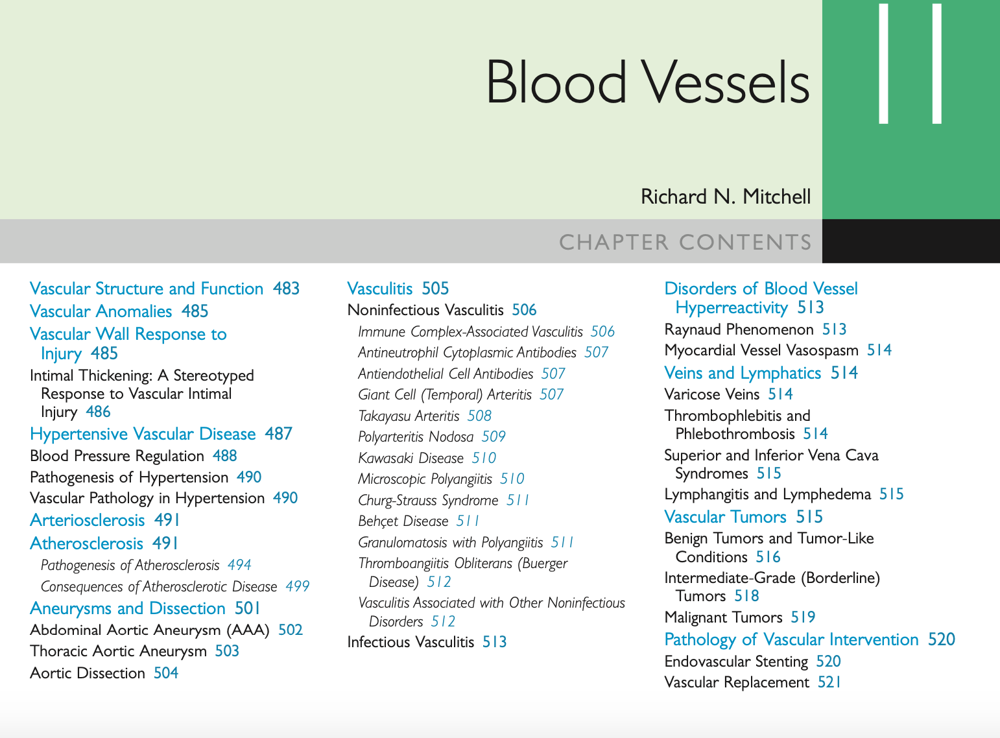 11
Blood Vessels
Richard N. Mitchell
CHAPTER CONTENTS
Vascular Structure and Function 483
Vascular Anomalies 485
Vascular Wall Response to
Injury 485
Intimal Thickening: A Stereotyped
Response to Vascular Intimal
Injury 486
Hypertensive Vascular Disease 487
Blood Pressure Regulation 488
Pathogenesis of Hypertension 490
Vascular Pathology in Hypertension 490
Arteriosclerosis 491
Atherosclerosis 491
Pathogenesis of Atherosclerosis 494
Consequences of Atherosclerotic Disease 499
Aneurysms and Dissection 501
Abdominal Aortic Aneurysm (AAA) 502
Thoracic Aortic Aneurysm 503
Aortic Dissection 504
Vasculitis 505
Noninfectious Vasculitis 506
Immune Complex-Associated Vasculitis 506
Antineutrophil Cytoplasmic Antibodies 507
Antiendothelial Cell Antibodies 507
Giant Cell (Temporal) Arteritis 507
Takayasu Arteritis 508
Polyarteritis Nodosa 509
Kawasaki Disease 510
Microscopic Polyangiitis 510
Churg-Strauss Syndrome 511
Behçet Disease 511
Granulomatosis with Polyangiitis 511
Thromboangiitis Obliterans (Buerger
Disease) 512
Vasculitis Associated with Other Noninfectious
Disorders 512
Infectious Vasculitis 513
Disorders of Blood Vessel
Hyperreactivity 513
Raynaud Phenomenon 513
Myocardial Vessel Vasospasm 514
Veins and Lymphatics 514
Varicose Veins 514
Thrombophlebitis and
Phlebothrombosis 514
Superior and Inferior Vena Cava
Syndromes 515
Lymphangitis and Lymphedema 515
Vascular Tumors 515
Benign Tumors and Tumor-Like
Conditions 516
Intermediate-Grade (Borderline)
Tumors 518
Malignant Tumors 519
Pathology of Vascular Intervention 520
Endovascular Stenting 520
Vascular Replacement 521